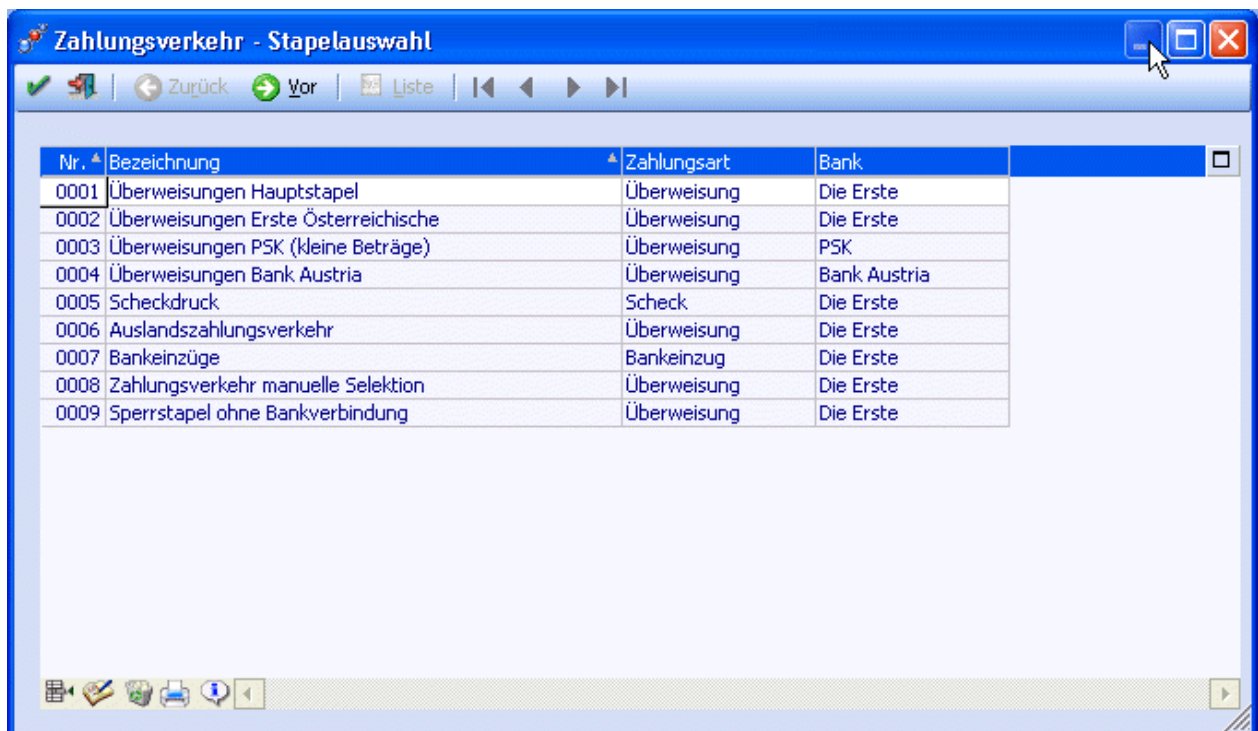 Zahlungsverkehr - Stapelauswahl
Zurück Vor Liste
Nr. Bezeichnung Zahlungsart Bank
0001 Überweisungen Hauptstapel Überweisung Die Erste
0002 Überweisungen Erste Österreichische Überweisung Die Erste
0003 Überweisungen PSK (kleine Beträge) Überweisung PSK
0004 Überweisungen Bank Austria Überweisung Bank Austria
0005 Scheckdruck Scheck Die Erste
0006 Auslandszahlungsverkehr Überweisung Die Erste
0007 Bankeinzüge Bankeinzug Die Erste
0008 Zahlungsverkehr manuelle Selektion Überweisung Die Erste
0009 Sperrstapel ohne Bankverbindung Überweisung Die Erste